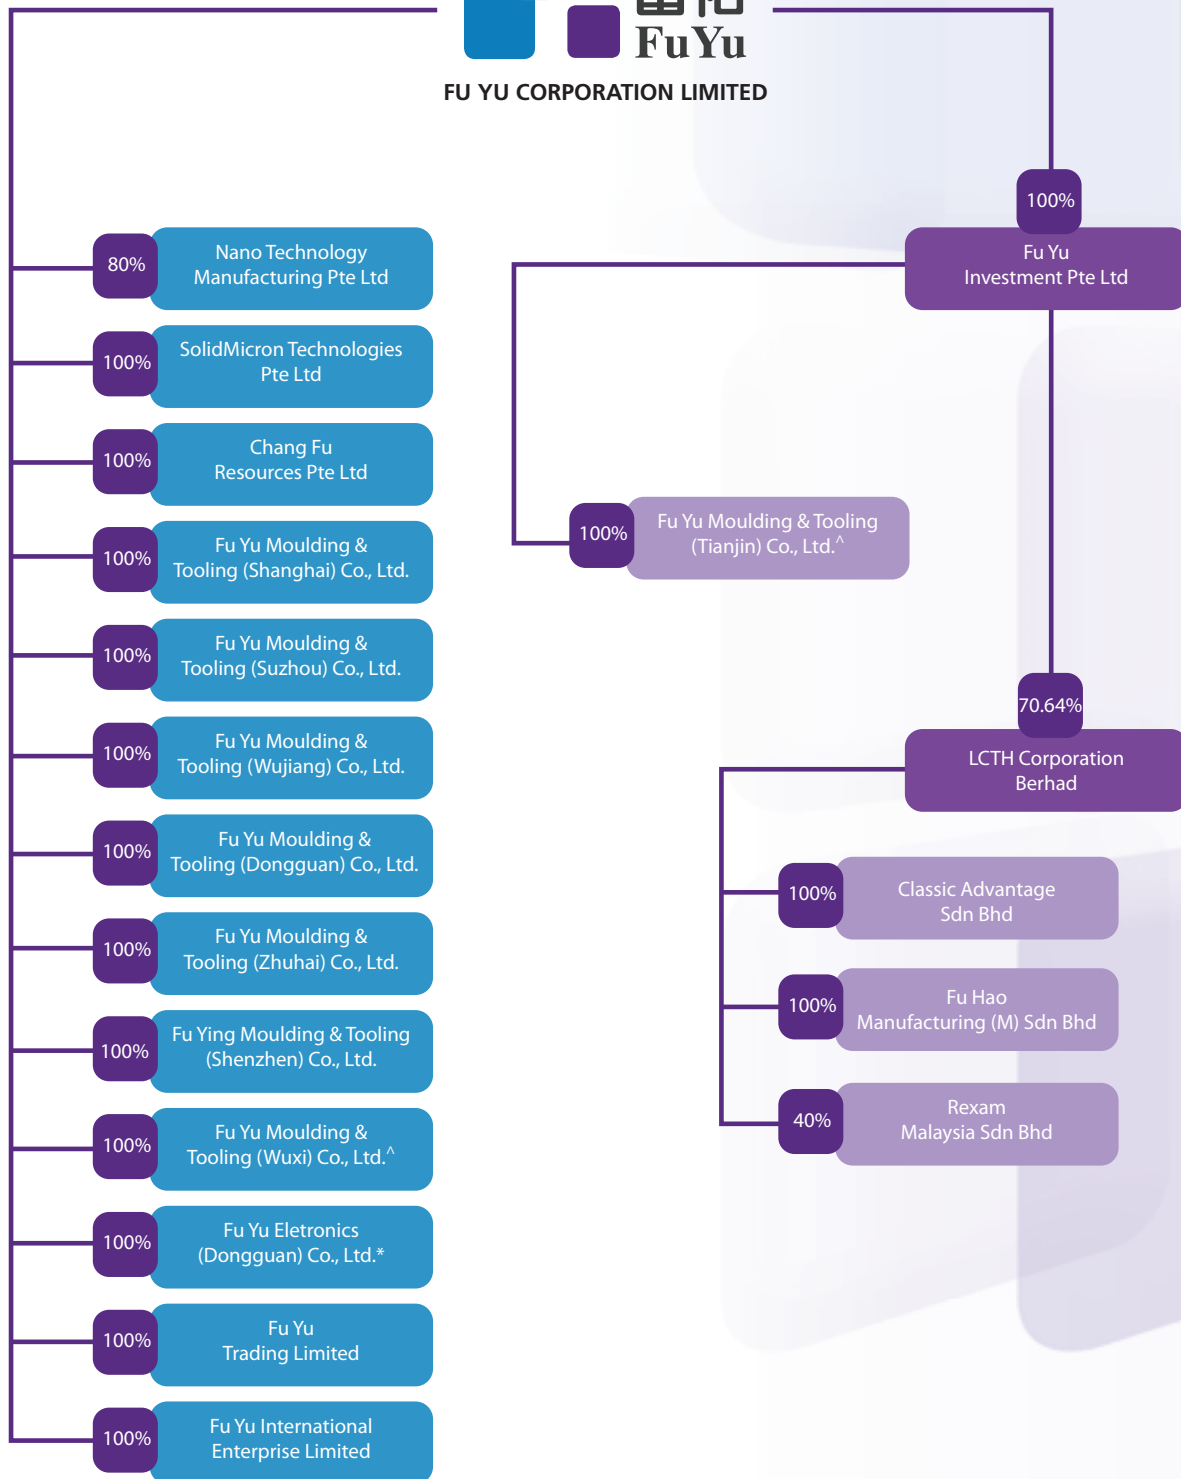 FuYu
FU YU CORPORATION LIMITED
80%
Nano Technology
Manufacturing Pte Ltd
100%
SolidMicron Technologies
Pte Ltd
100%
Chang Fu
Resources Pte Ltd
100%
Fu Yu Moulding &
Tooling (Shanghai) Co., Ltd.
100%
Fu Yu Moulding &
Tooling (Suzhou) Co., Ltd.
100%
Fu Yu Moulding &
Tooling (Wujiang) Co., Ltd.
100%
Fu Yu Moulding &
Tooling (Dongguan) Co., Ltd.
100%
Fu Yu Moulding &
Tooling (Zhuhai) Co., Ltd.
100%
Fu Ying Moulding & Tooling
(Shenzhen) Co., Ltd.
100%
Fu Yu Moulding &
Tooling (Wuxi) Co., Ltd.^
100%
Fu Yu Eletronics
(Dongguan) Co., Ltd.*
100%
Fu Yu
Trading Limited
100%
Fu Yu International
Enterprise Limited
100%
Fu Yu
Investment Pte Ltd
100%
Fu Yu Moulding & Tooling
(Tianjin) Co., Ltd.^
70.64%
LCTH Corporation
Berhad
100%
Classic Advantage
Sdn Bhd
100%
Fu Hao
Manufacturing (M) Sdn Bhd
40%
Rexam
Malaysia Sdn Bhd